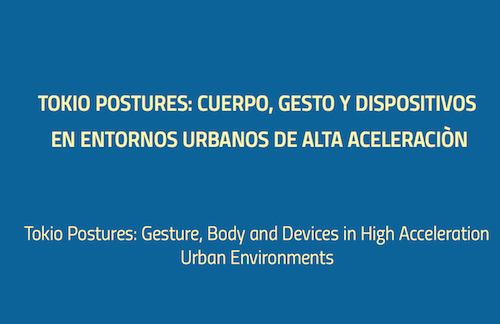 TOKIO POSTURES: CUERPO, GESTO Y DISPOSITIVOS
EN ENTORNOS URBANOS DE ALTA ACELERACIÒN
Tokio Postures: Gesture, Body and Devices in High Acceleration
Urban Environments